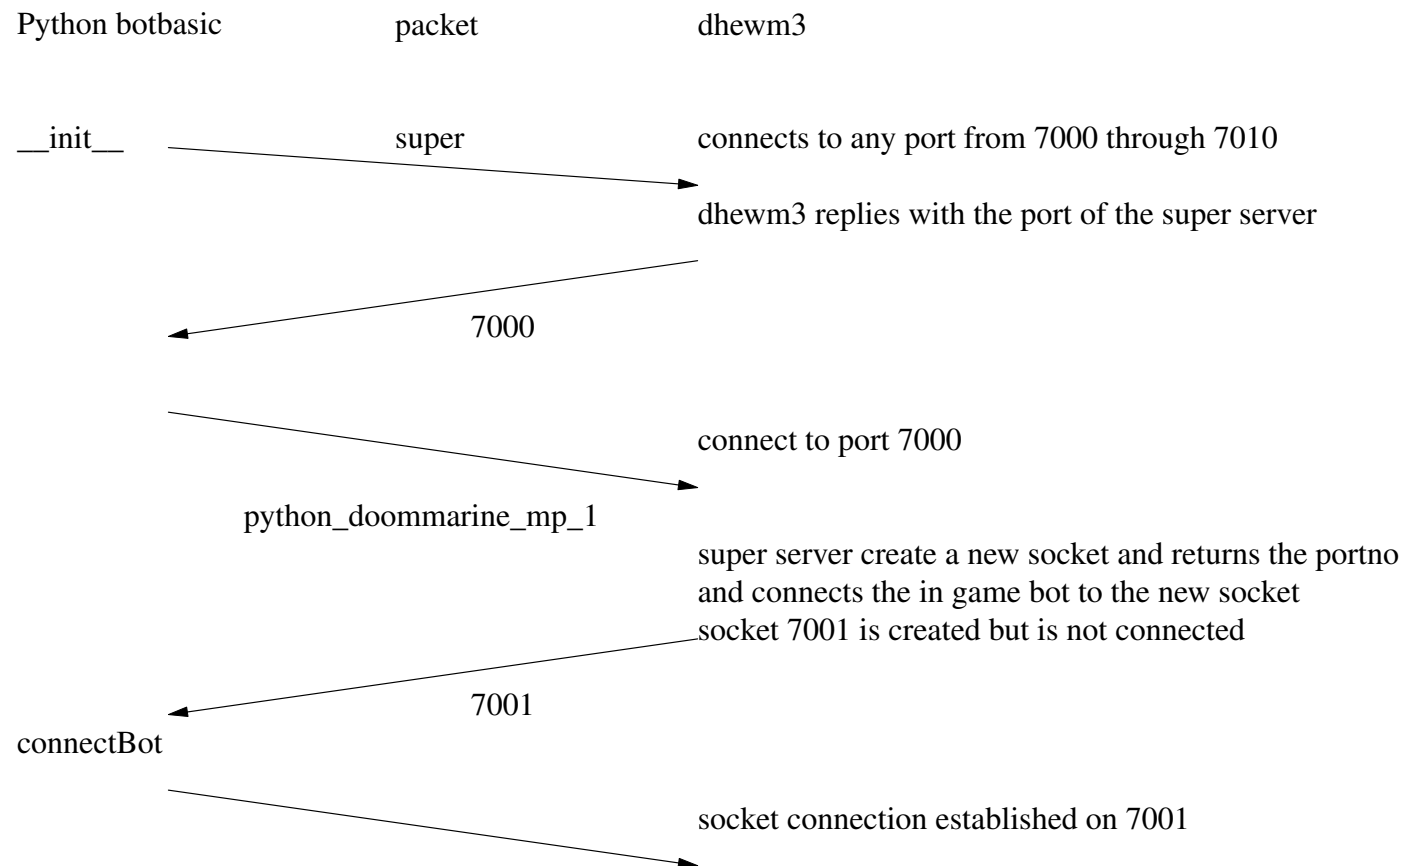 Python botbasic packet dhewm3
__init__ super connects to any port from 7000 through 7010
dhewm3 replies with the port of the super server
7000
connect to port 7000
python_doommarine_mp_1
super server create a new socket and returns the portno
and connects the in game bot to the new socket
socket 7001 is created but is not connected
7001
connectBot
socket connection established on 7001